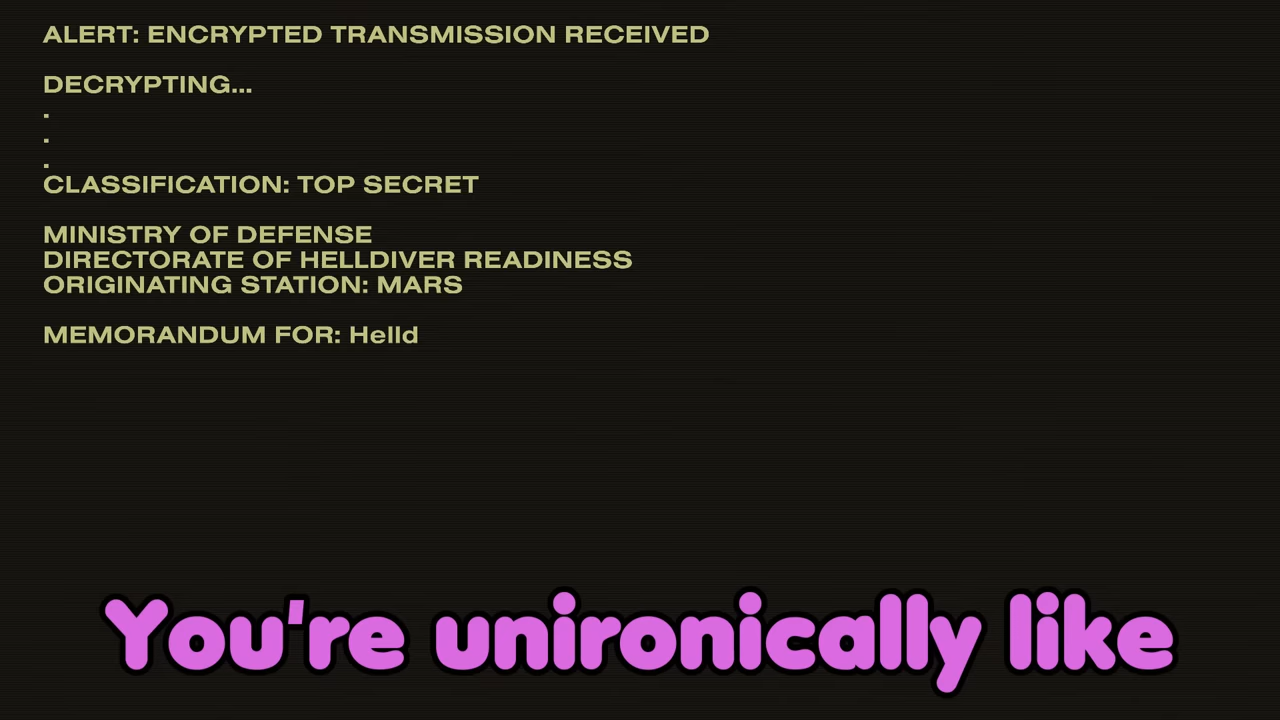 ALERT: ENCRYPTED TRANSMISSION RECEIVED
DECRYPTING...
.
.
.
CLASSIFICATION: TOP SECRET
MINISTRY OF DEFENSE
DIRECTORATE OF HELLDIVER READINESS
ORIGINATING STATION: MARS
MEMORANDUM FOR: Helld
You're unironically like